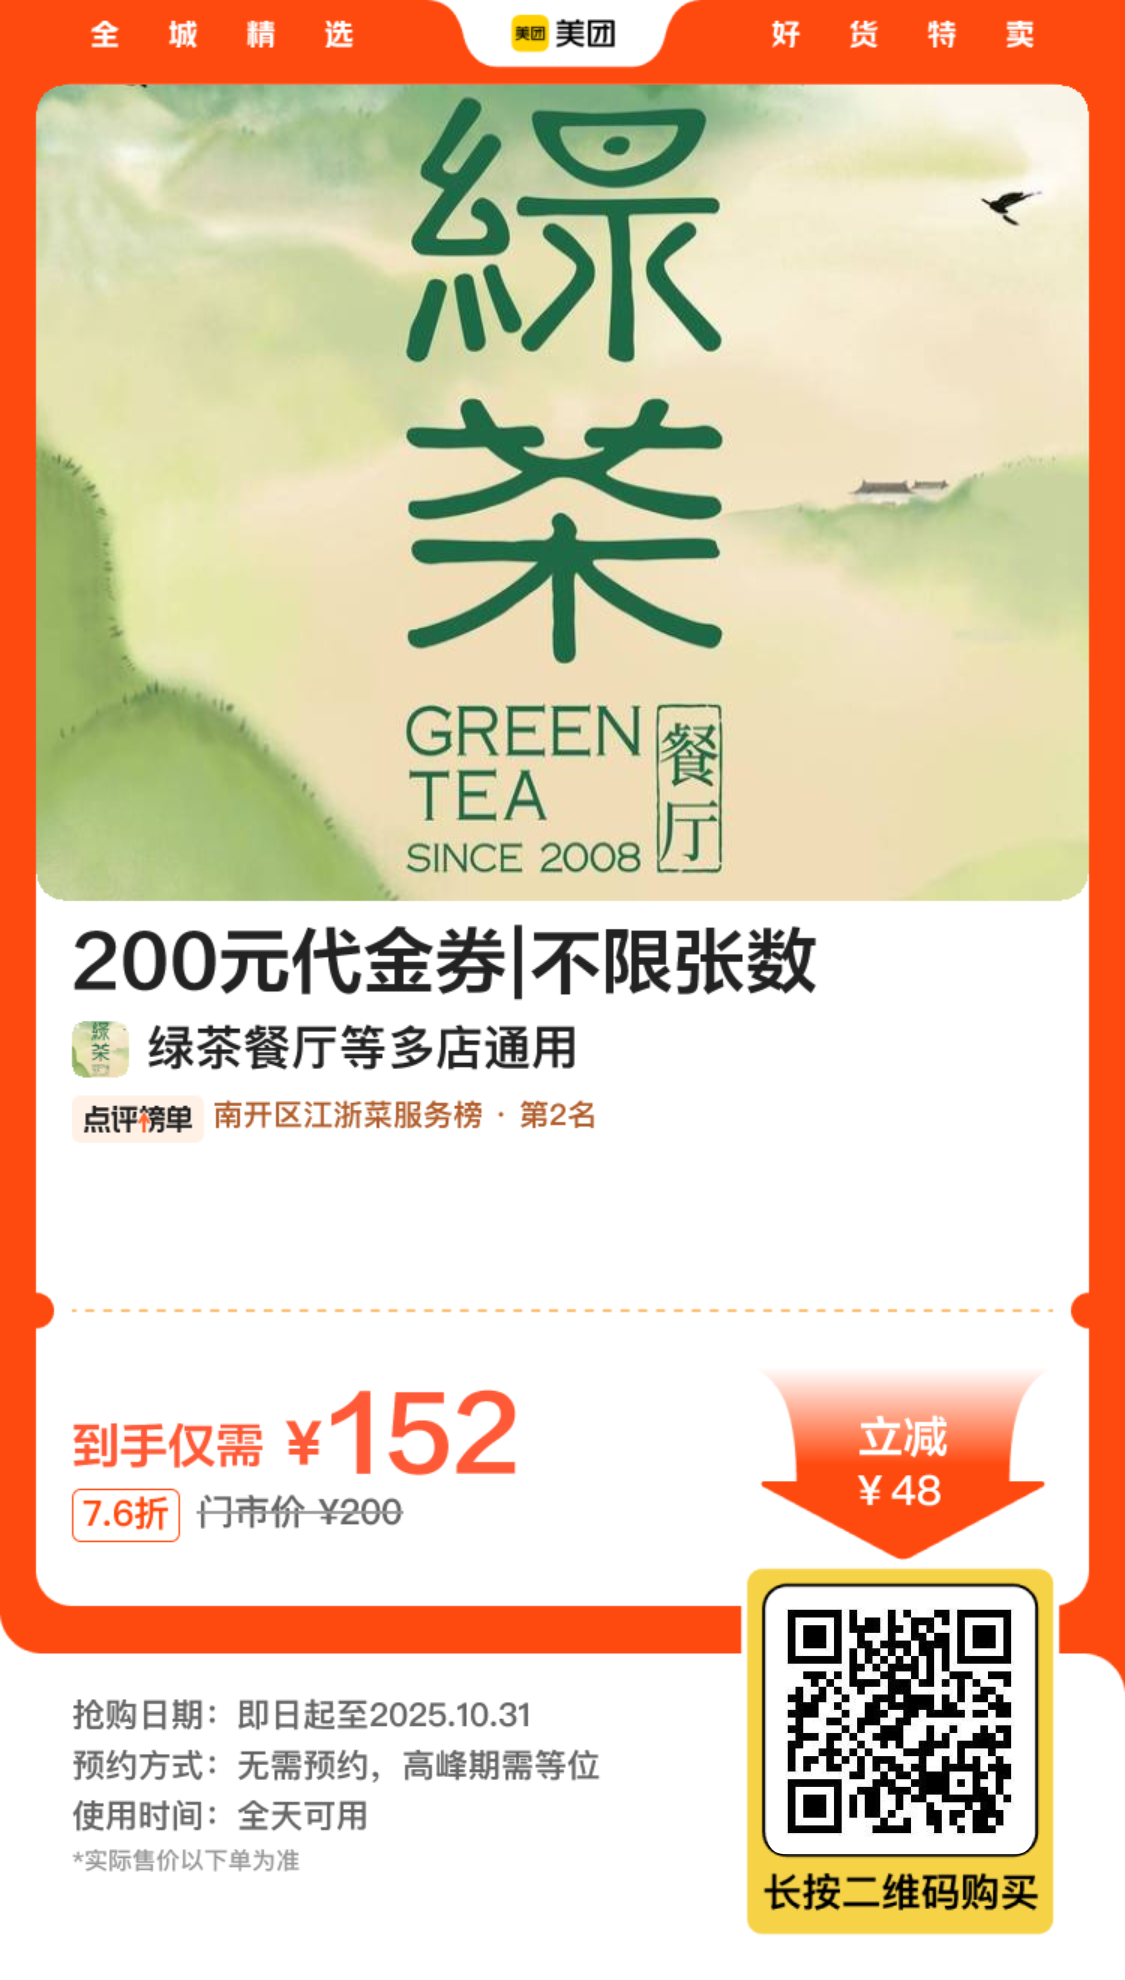 全城精选
美团 美团
好货特卖
綠
茶
GREEN
TEA
SINCE 2008
餐厅
200元代金券|不限张数
綠茶
绿茶餐厅等多店通用
点评榜单 南开区江浙菜服务榜 · 第2名
到手仅需 ¥152
7.6折 门市价 ¥200
立减
¥ 48
抢购日期：即日起至2025.10.31
预约方式：无需预约，高峰期需等位
使用时间：全天可用
*实际售价以下单为准
长按二维码购买